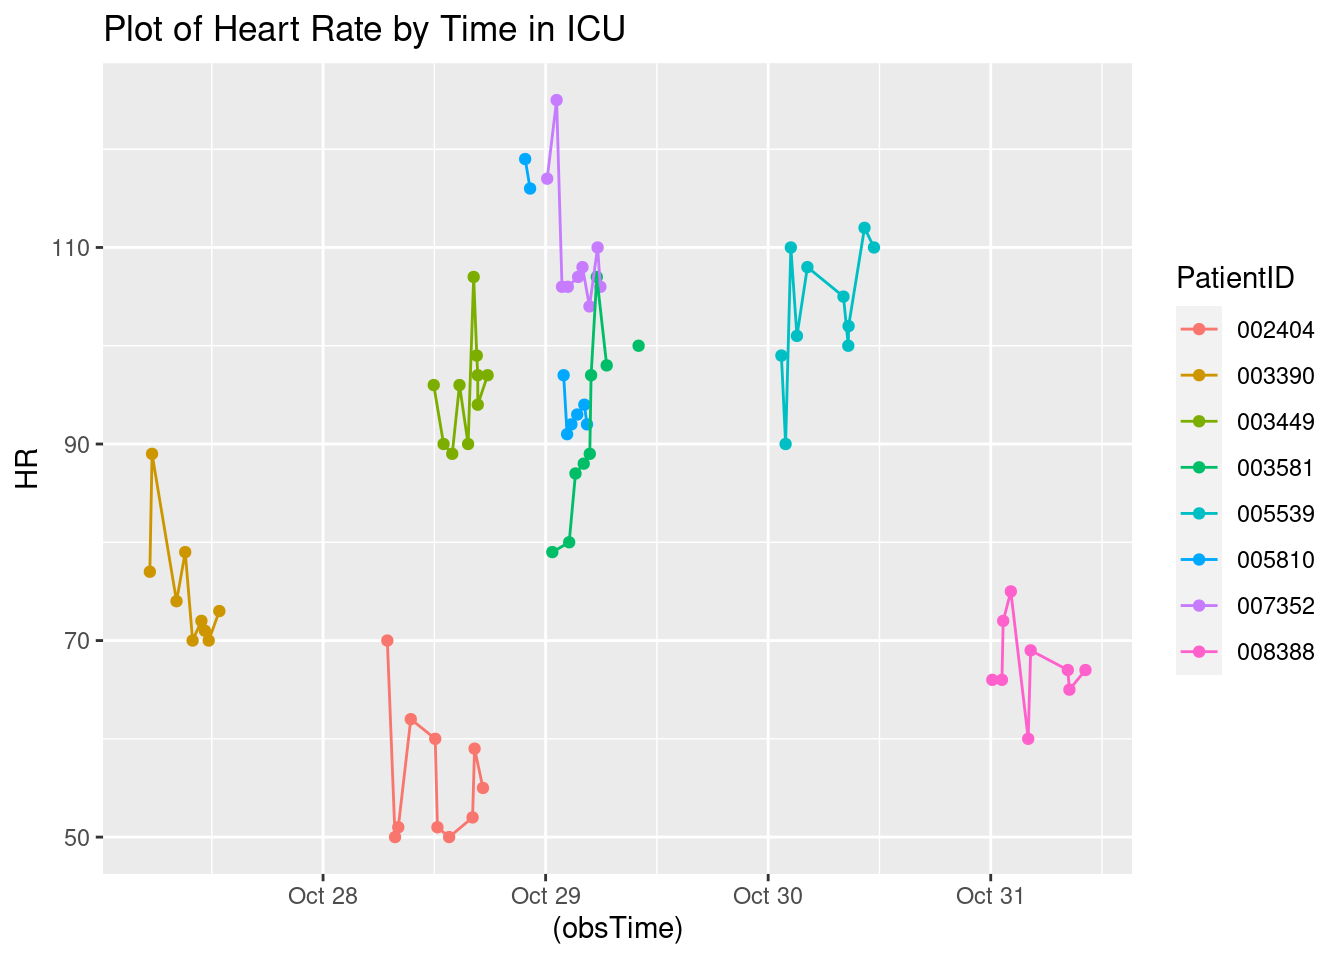 Plot of Heart Rate by Time in ICU
110
90
70
50
HR
Oct 28
Oct 29
Oct 30
Oct 31
(obsTime)
PatientID
002404
003390
003449
003581
005539
005810
007352
008388